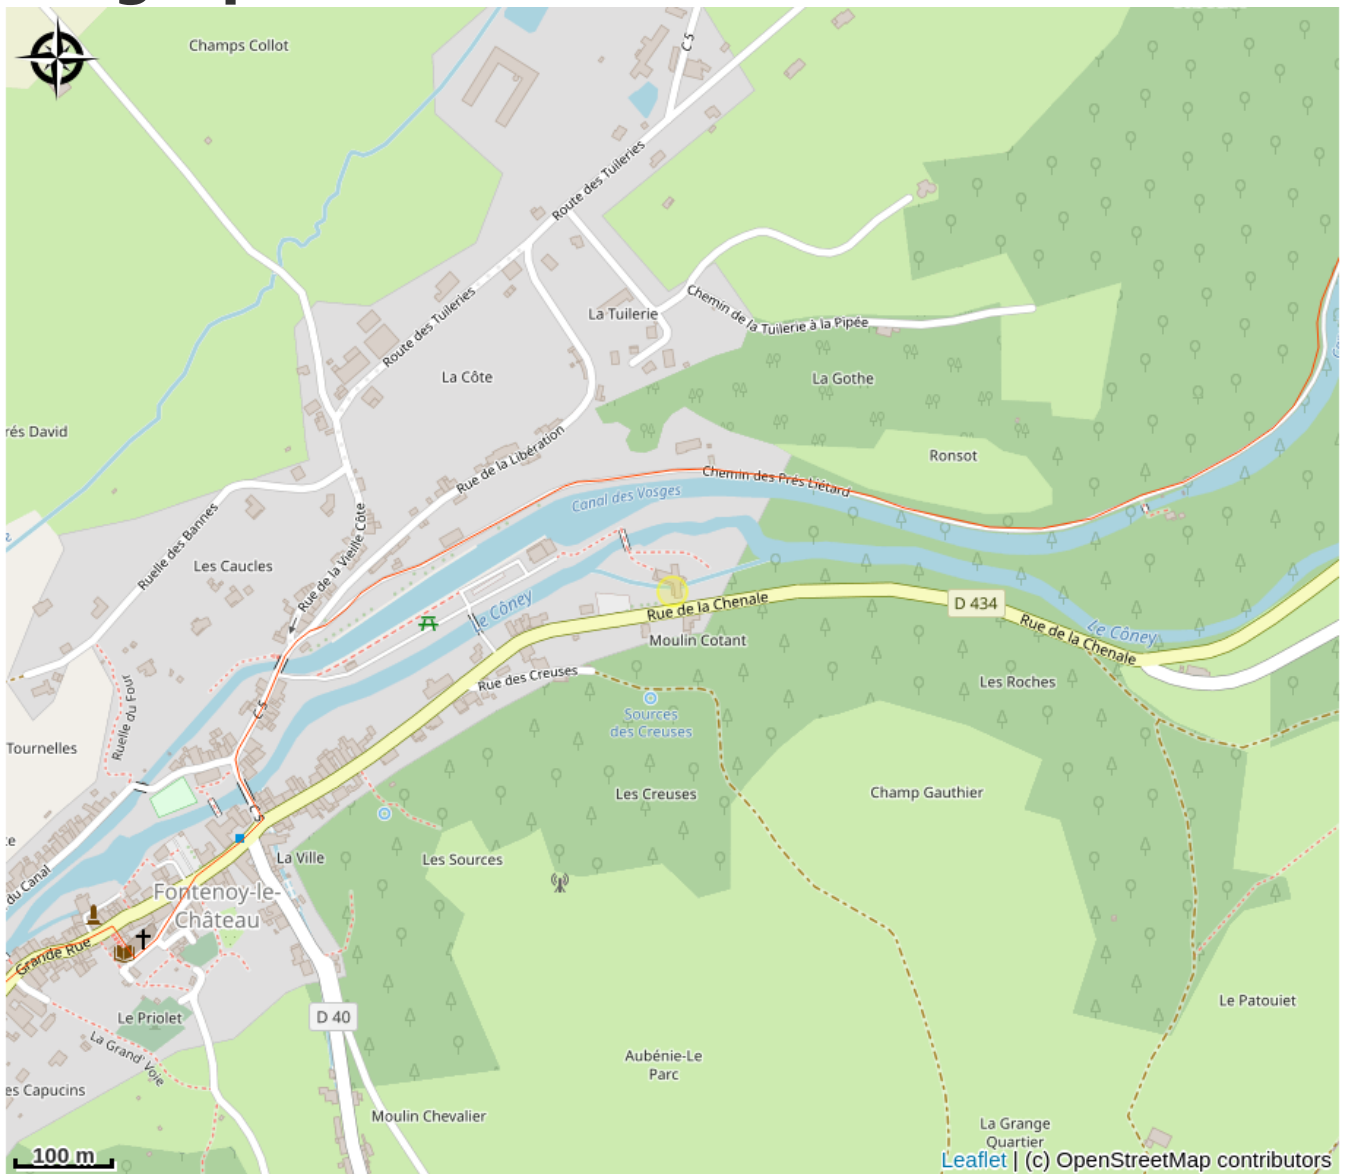 Champs Collot
C 5
Route des Tuileries
La Tuilerie
Chemin de la Tuilerie à la Pipée
Route des Tuileries
La Côte
La Gothe
rés David
Rue de la Libération
Ronsot
Chemin des Prés Liétard
Canal des Vosges
Ruelle des Bannes
Rue de la Vieille Côte
Les Caucles
Le Côney
Rue de la Chenale
D 434
Rue de la Chenale
Le Côney
Moulin Cotant
Rue des Creuses
Les Roches
Ruelle du Four
C 5
Sources
des Creuses
Tournelles
Les Creuses
Champ Gauthier
C 5
La Ville
Les Sources
du Canal
Fontenoy-le-
Château
Grande Rue
Le Patouiet
D 40
Le Priolet
La Grand' Voie
Aubénie-Le
Parc
es Capucins
Moulin Chevalier
La Grange
Quartier
100 m
Leaflet | (c) OpenStreetMap contributors